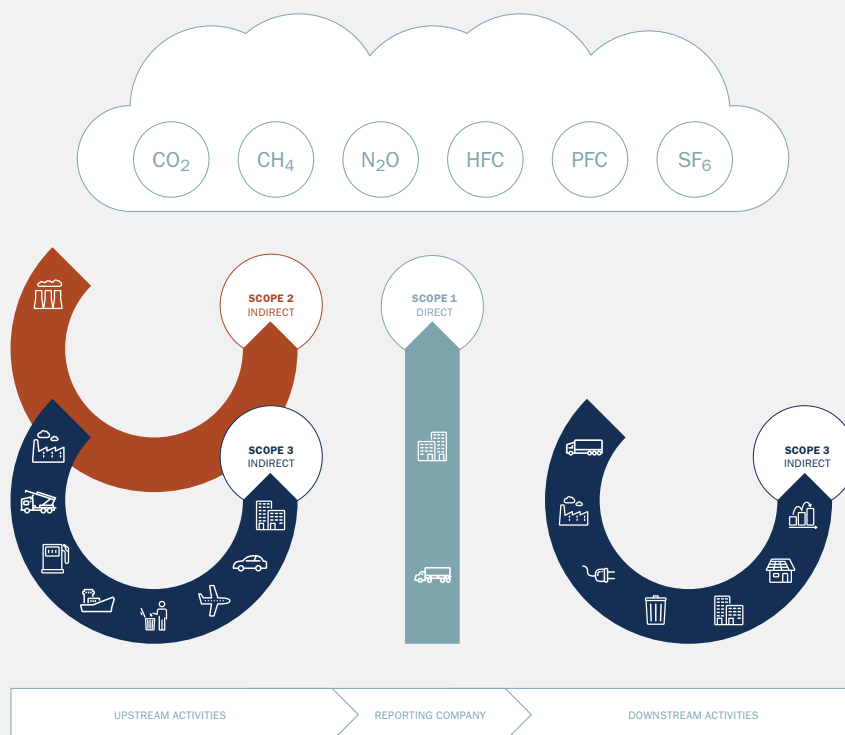 CO₂ CH₄ N₂O HFC PFC SF₆
SCOPE 2
INDIRECT
SCOPE 1
DIRECT
SCOPE 3
INDIRECT
SCOPE 3
INDIRECT
UPSTREAM ACTIVITIES
REPORTING COMPANY
DOWNSTREAM ACTIVITIES